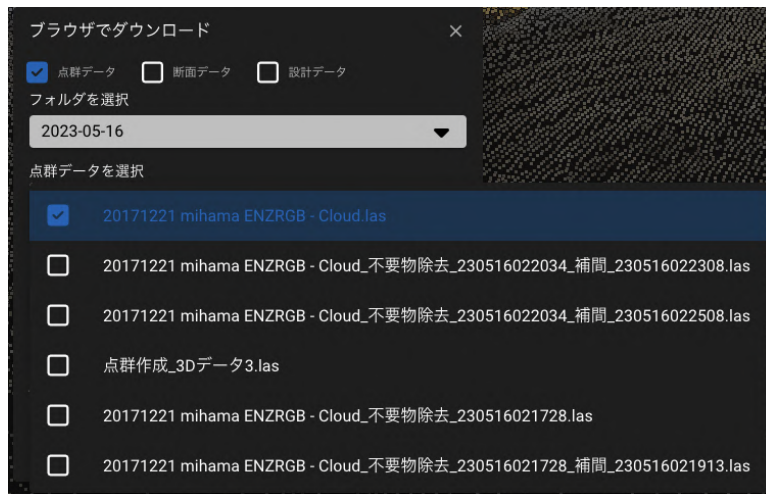 ブラウザでダウンロード
点群データ 断面データ 設計データ
フォルダを選択
2023-05-16
点群データを選択
20171221 mihama ENZRGB - Cloud.las
20171221 mihama ENZRGB - Cloud_不要物除去_230516022034_補間_230516022308.las
20171221 mihama ENZRGB - Cloud_不要物除去_230516022034_補間_230516022508.las
点群作成_3Dデータ3.las
20171221 mihama ENZRGB - Cloud_不要物除去_230516021728.las
20171221 mihama ENZRGB - Cloud_不要物除去_230516021728_補間_230516021913.las